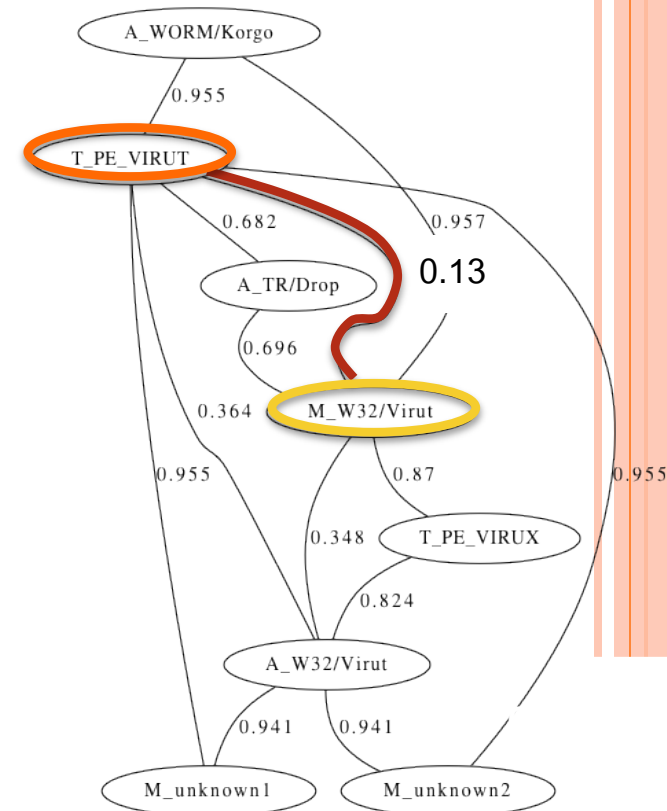 A_WORM/Korgo
0.955
T_PE_VIRUT
0.682
0.957
0.13
A_TR/Drop
0.696
0.364
M_W32/Virut
0.955
0.87
0.955
0.348
T_PE_VIRUX
0.824
A_W32/Virut
0.941
0.941
M_unknown1
M_unknown2